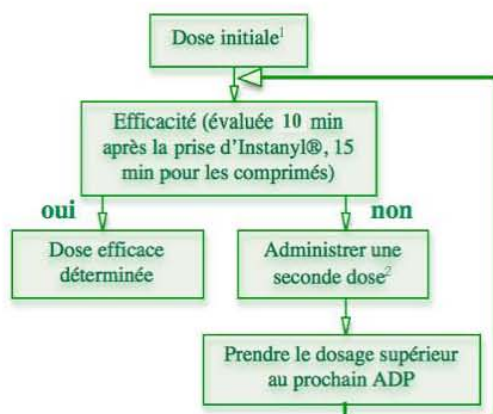 Dose initiale¹
Efficacité (évaluée 10 min
après la prise d'Instanyl®, 15
min pour les comprimés)
oui
non
Dose efficace
déterminée
Administrer une
seconde dose²
Prendre le dosage supérieur
au prochain ADP